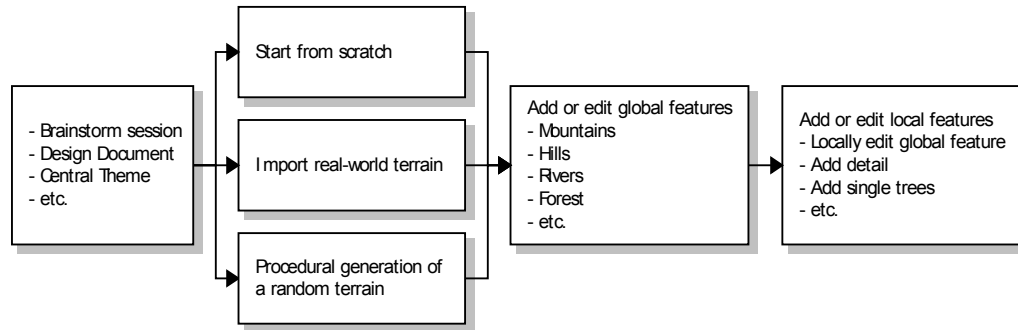 - Brainstorm session
- Design Document
- Central Theme
- etc.
Start from scratch
Import real-world terrain
Procedural generation of
a random terrain
Add or edit global features
- Mountains
- Hills
- Rivers
- Forest
- etc.
Add or edit local features
- Locally edit global feature
- Add detail
- Add single trees
- etc.